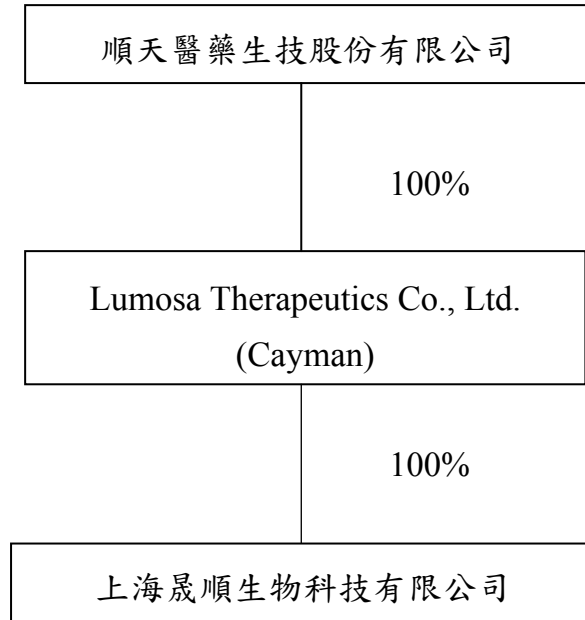 順天醫藥生技股份有限公司
100%
Lumosa Therapeutics Co., Ltd.
(Cayman)
100%
上海晟順生物科技有限公司